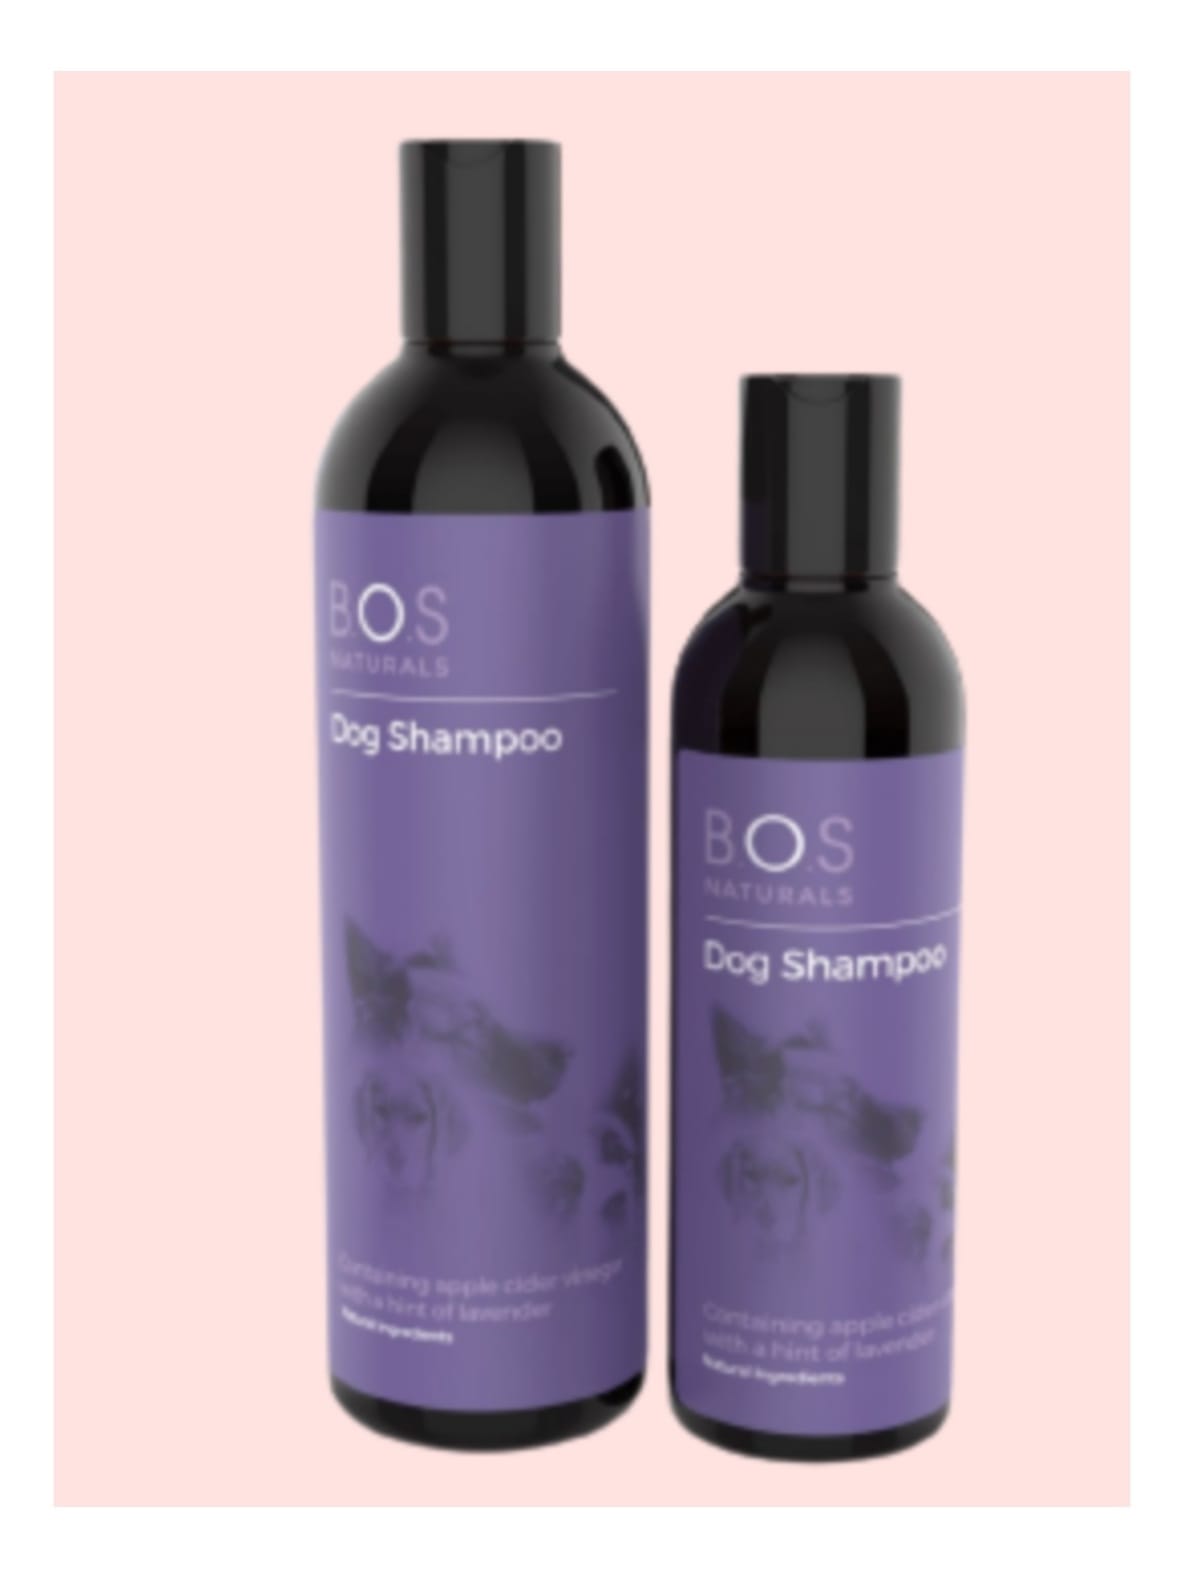 B.O.S
NATURALS
Dog Shampoo
Containing apple cider vinegar
with a hint of lavender
Natural ingredients
B.O.S
NATURALS
Dog Shampoo
Containing apple cider
with a hint of lavender
Natural ingredients